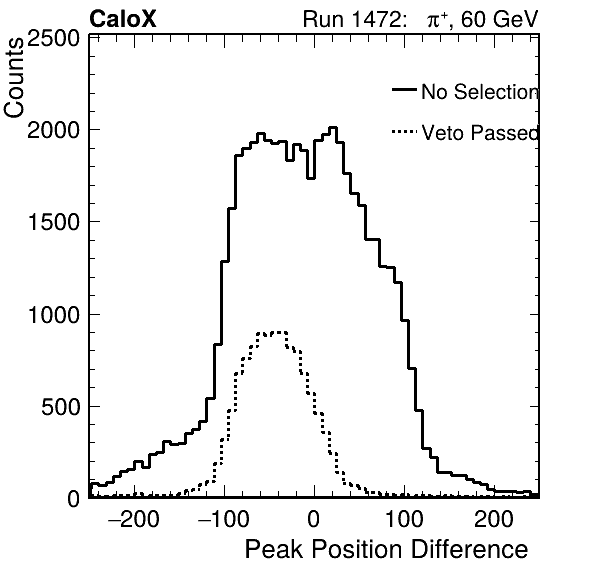 CaloX Run 1472: π+, 60 GeV
Counts
2500
2000
1500
1000
500
0
No Selection
Veto Passed
−200 −100 0 100 200
Peak Position Difference